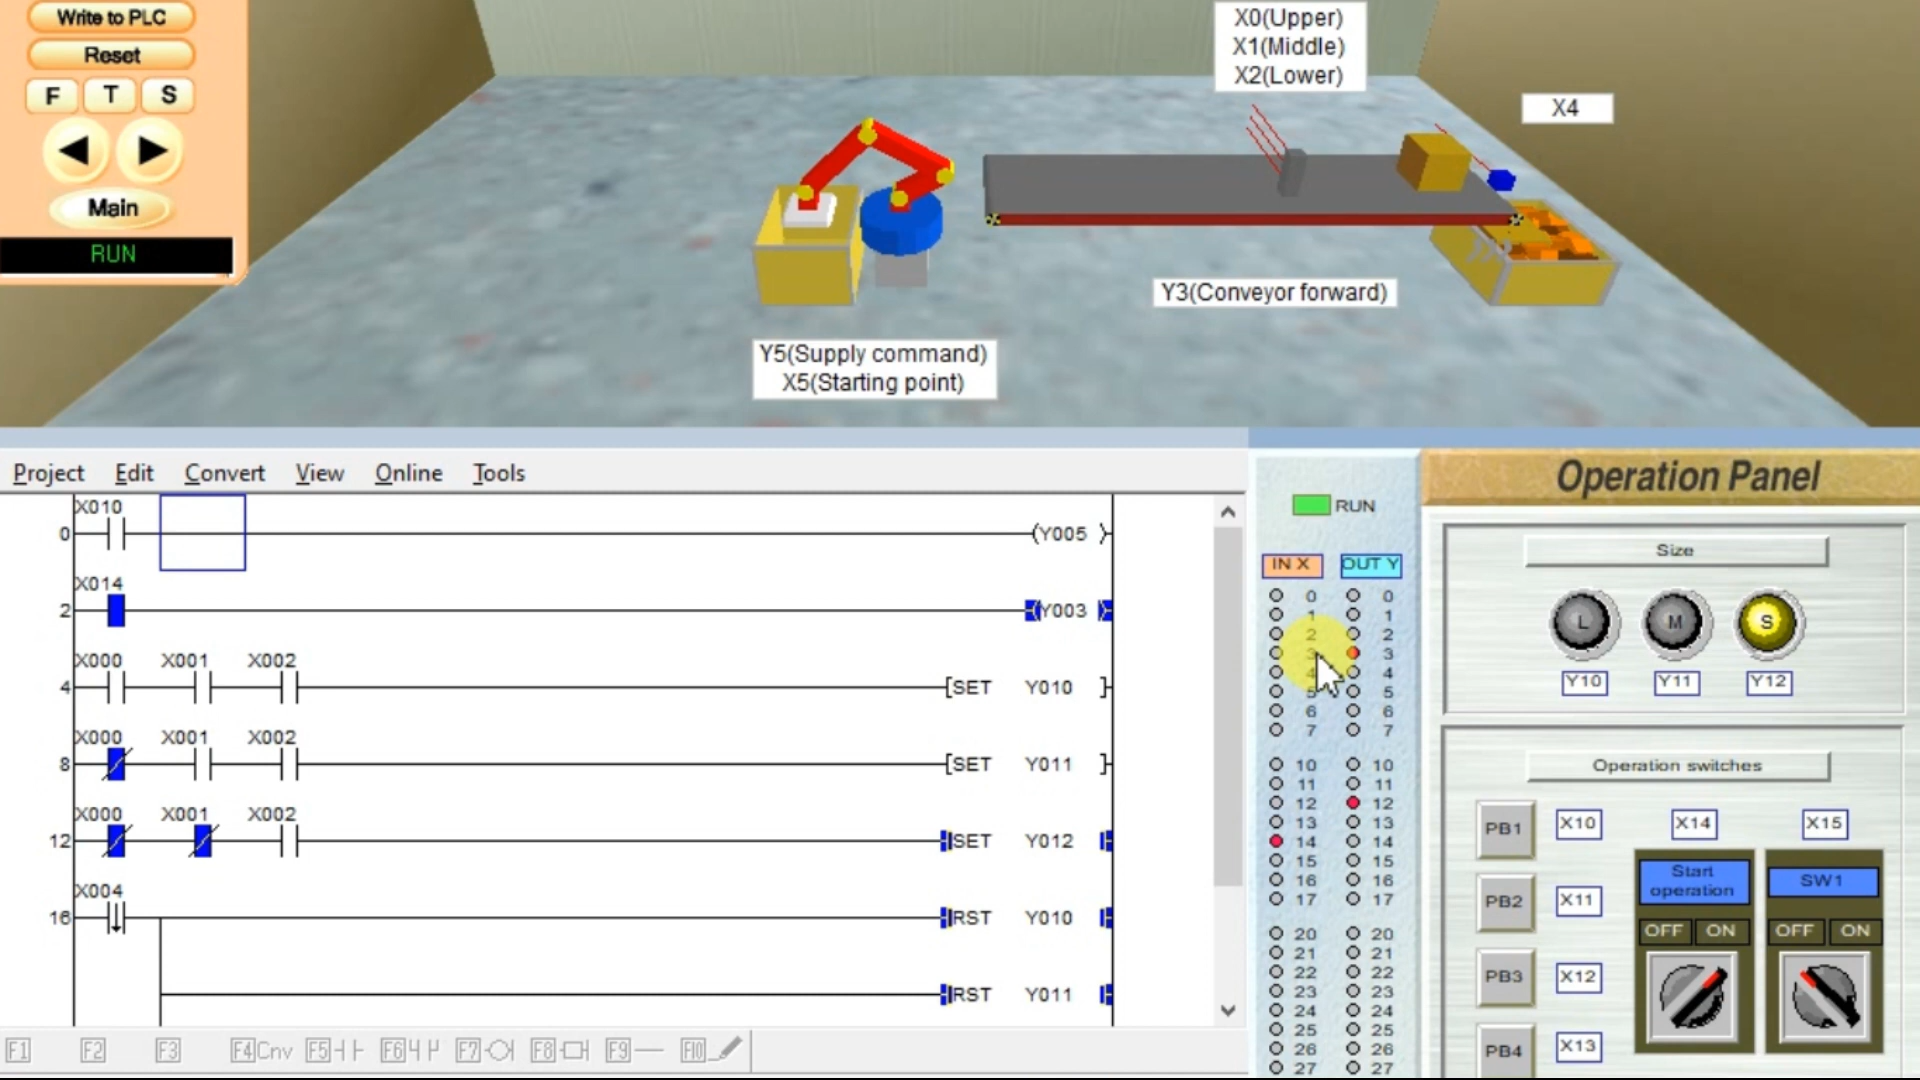 Write to PLC
Reset
F T S
Main
RUN
X0(Upper)
X1(Middle)
X2(Lower)
X4
Y3(Conveyor forward)
Y5(Supply command)
X5(Starting point)
Project Edit Convert View Online Tools
X010
0 (Y005 )
X014
2 (Y003 )
X000 X001 X002
4 [SET Y010 ]
X000 X001 X002
8 [SET Y011 ]
X000 X001 X002
12 [SET Y012 ]
X004
16 [RST Y010 ]
[RST Y011 ]
F1 F2 F3 F4Cnv F5 F6 F7 F8 F9 F10
RUN
IN X OUT Y
0 0
1 1
2 2
3 3
4 4
5 5
6 6
7 7
10 10
11 11
12 12
13 13
14 14
15 15
16 16
17 17
20 20
21 21
22 22
23 23
24 24
25 25
26 26
27 27
Operation Panel
Size
L M S
Y10 Y11 Y12
Operation switches
PB1 X10 X14 X15
Start operation SW1
PB2 X11
OFF ON OFF ON
PB3 X12
PB4 X13